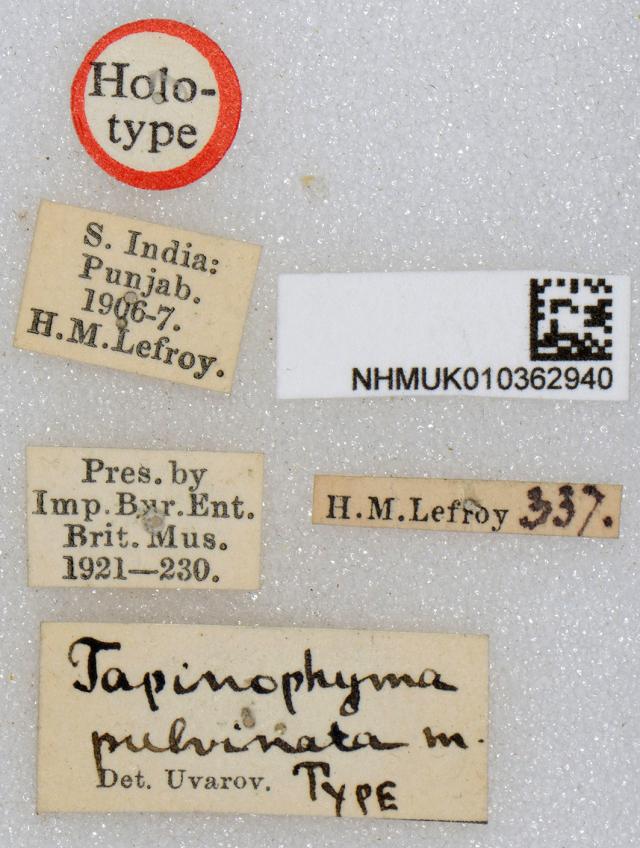 Holo-
type
S. India:
Punjab.
1906-7.
H.M.Lefroy.
NHMUK010362940
Pres. by
Imp.Bur.Ent.
Brit. Mus.
1921—230.
H.M.Lefroy 337.
Tapinophyma
pulvinata m.
Det. Uvarov. TYPE